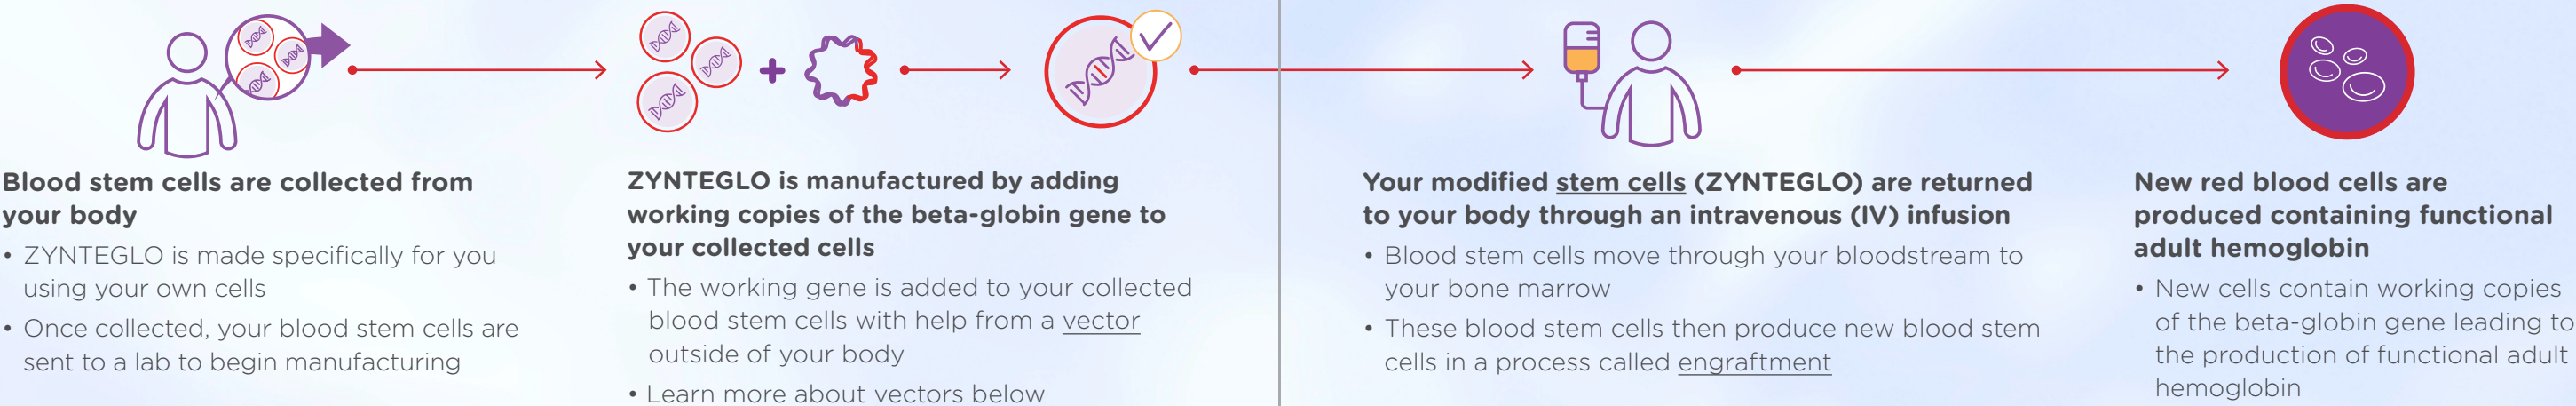 Blood stem cells are collected from
your body
• ZYNTEGLO is made specifically for you
using your own cells
• Once collected, your blood stem cells are
sent to a lab to begin manufacturing
ZYNTEGLO is manufactured by adding
working copies of the beta-globin gene to
your collected cells
• The working gene is added to your collected
blood stem cells with help from a vector
outside of your body
• Learn more about vectors below
Your modified stem cells (ZYNTEGLO) are returned
to your body through an intravenous (IV) infusion
• Blood stem cells move through your bloodstream to
your bone marrow
• These blood stem cells then produce new blood stem
cells in a process called engraftment
New red blood cells are
produced containing functional
adult hemoglobin
• New cells contain working copies
of the beta-globin gene leading to
the production of functional adult
hemoglobin